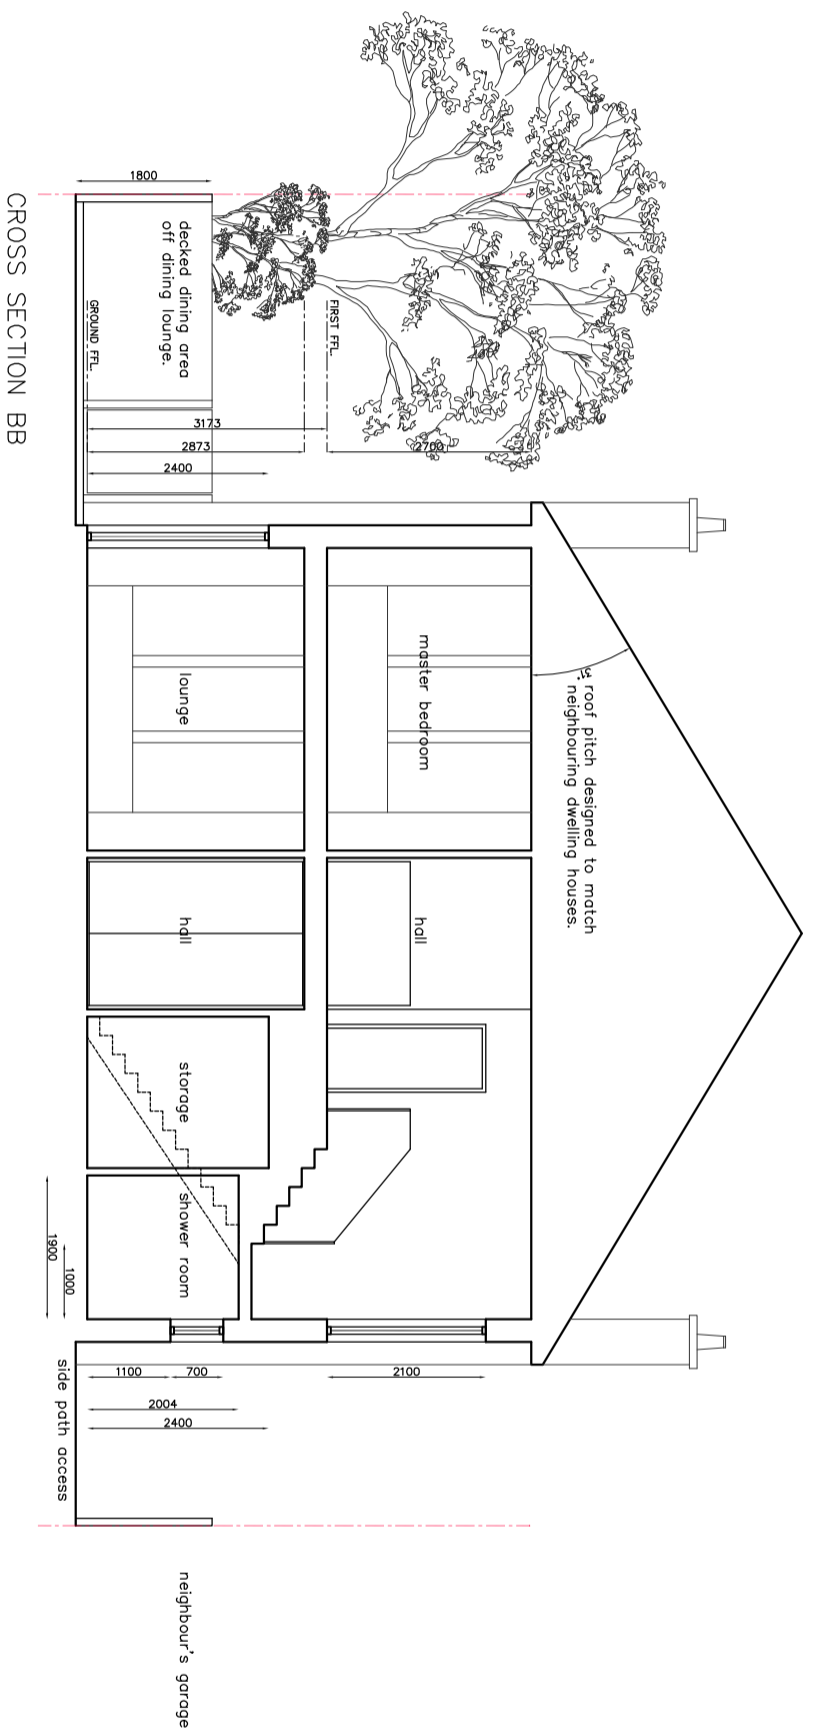 31°
roof pitch designed to match
neighbouring dwelling houses.
2700
master bedroom
hall
2100
FIRST FFL.
3173
2873
2400
decked dining area
off dining lounge.
lounge
hall
storage
shower room
neighbour's garage
1800
GROUND FFL.
1100
700
2004
2400
1000
1900
side path access
CROSS SECTION BB